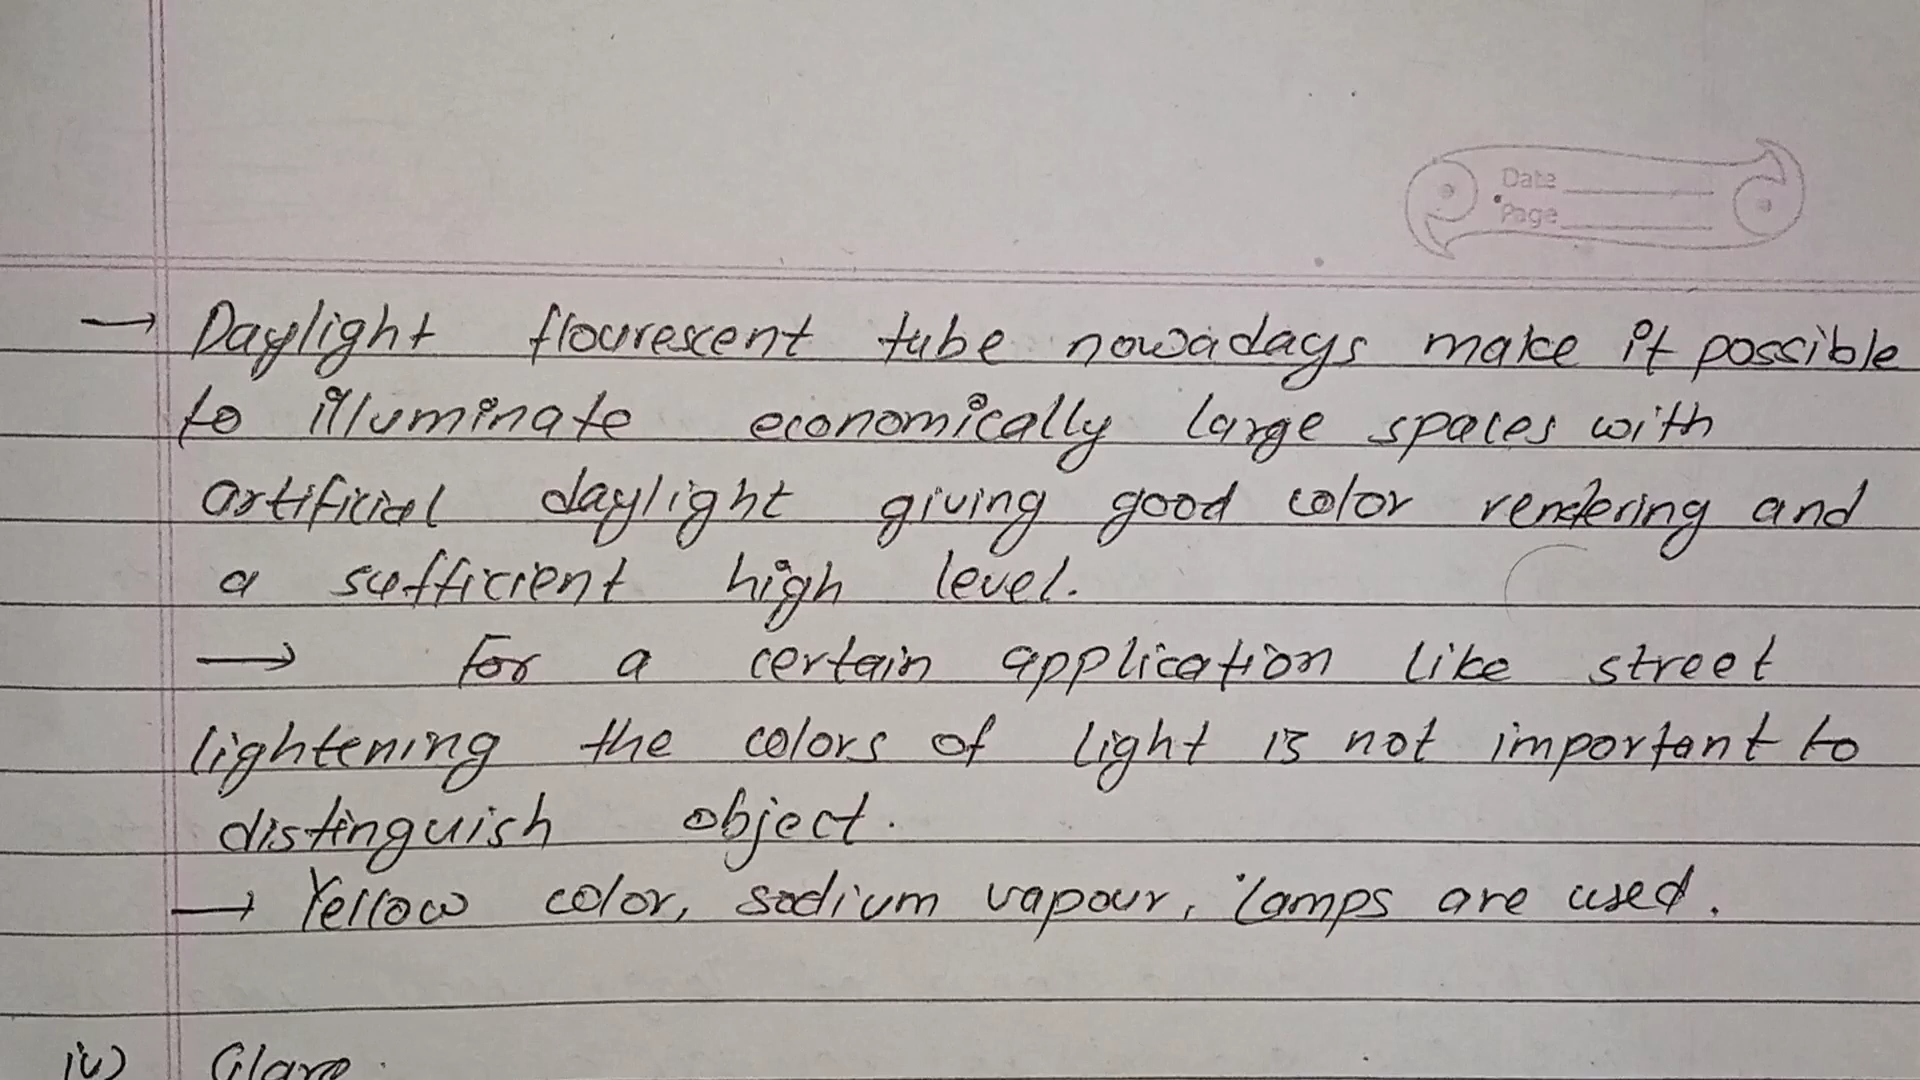 Date
Page
→ Daylight flourescent tube nowadays make it possible
to illuminate economically large spaces with
artificial daylight giving good color rendering and
a sufficient high level.
→ For a certain application like street
lightening the colors of light is not important to
distinguish object.
→ Yellow color, sodium vapour, lamps are used.
iv) Glare